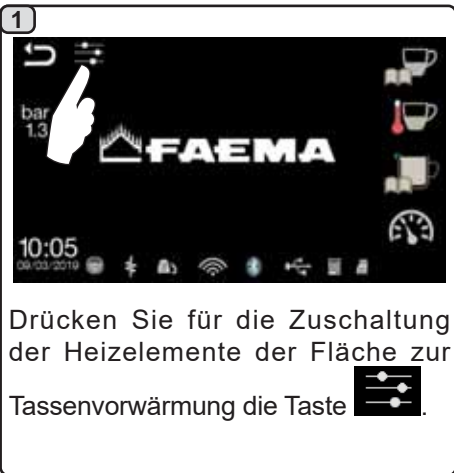 1
bar
1.3
FAEMA
10:05
09/03/2019
Drücken Sie für die Zuschaltung
der Heizelemente der Fläche zur
Tassenvorwärmung die Taste .